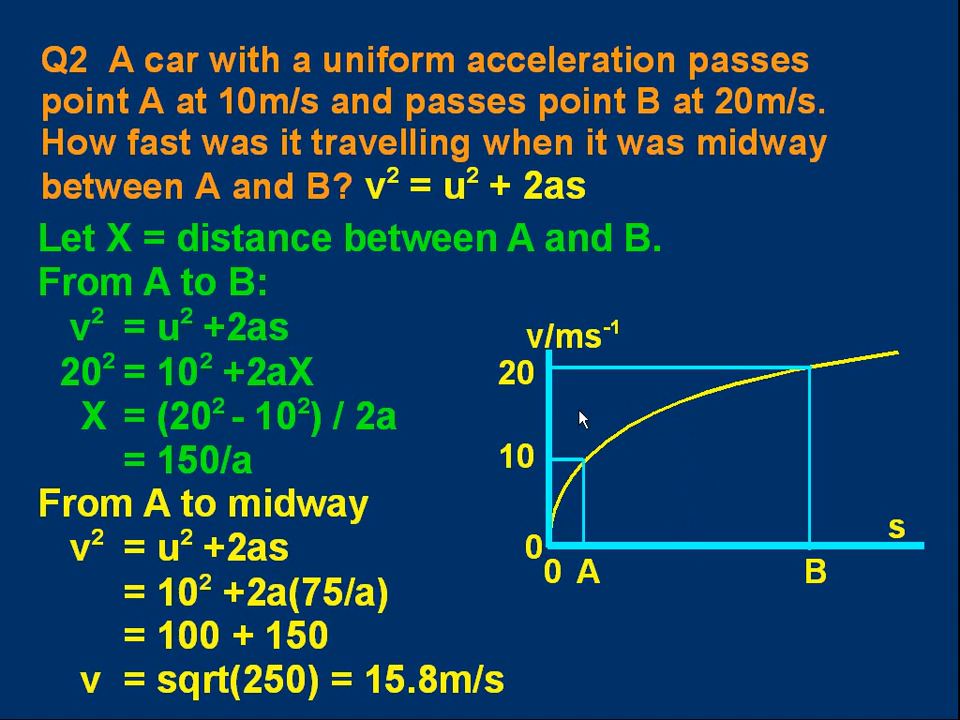 Q2 A car with a uniform acceleration passes
point A at 10m/s and passes point B at 20m/s.
How fast was it travelling when it was midway
between A and B? v² = u² + 2as
Let X = distance between A and B.
From A to B:
v² = u² +2as
20² = 10² +2aX
X = (20² - 10²) / 2a
= 150/a
From A to midway
v² = u² +2as
= 10² +2a(75/a)
= 100 + 150
v = sqrt(250) = 15.8m/s
v/ms⁻¹
20
10
0
s
0 A B